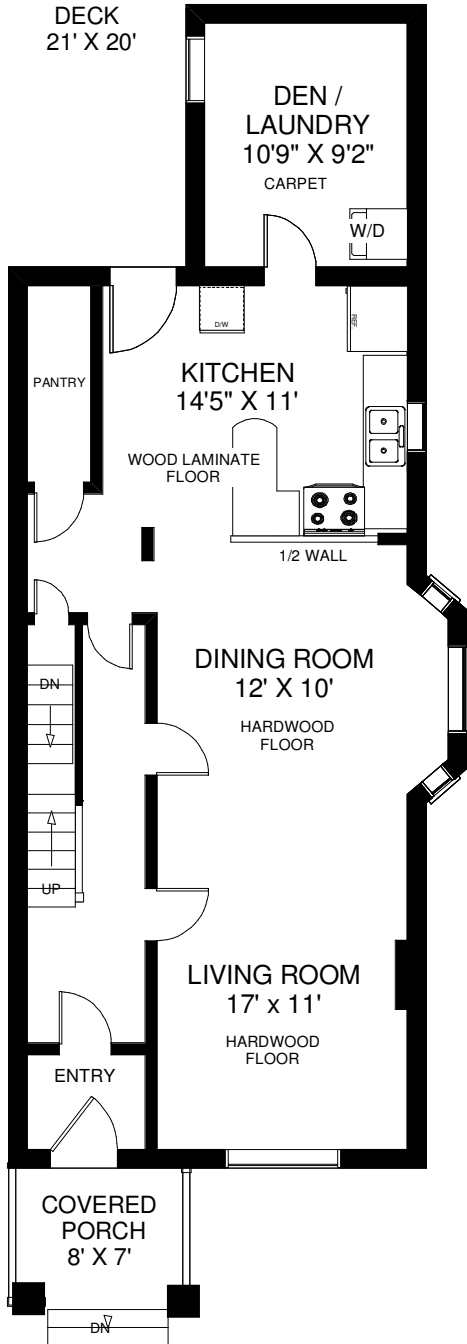 DECK
21' X 20'
DEN /
LAUNDRY
10'9" X 9'2"
CARPET
W/D
D/W
REF.
PANTRY
KITCHEN
14'5" X 11'
WOOD LAMINATE
FLOOR
1/2 WALL
DINING ROOM
12' X 10'
HARDWOOD
FLOOR
DN
UP
LIVING ROOM
17' x 11'
HARDWOOD
FLOOR
ENTRY
COVERED
PORCH
8' X 7'
DN